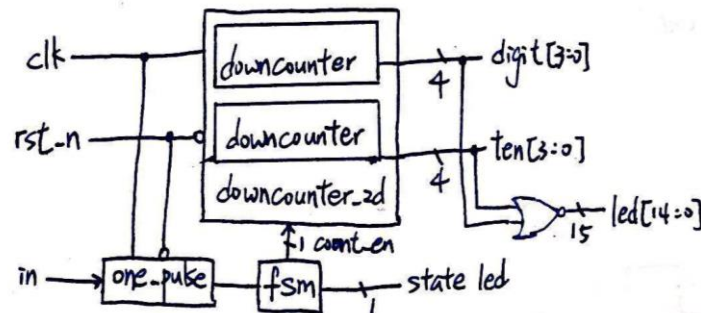 clk
downcounter
4
digit[3:0]
rst_n
downcounter
4
ten[3:0]
downcounter_2d
15
led[14:0]
1 count_en
in
one_pulse
fsm
1
state led